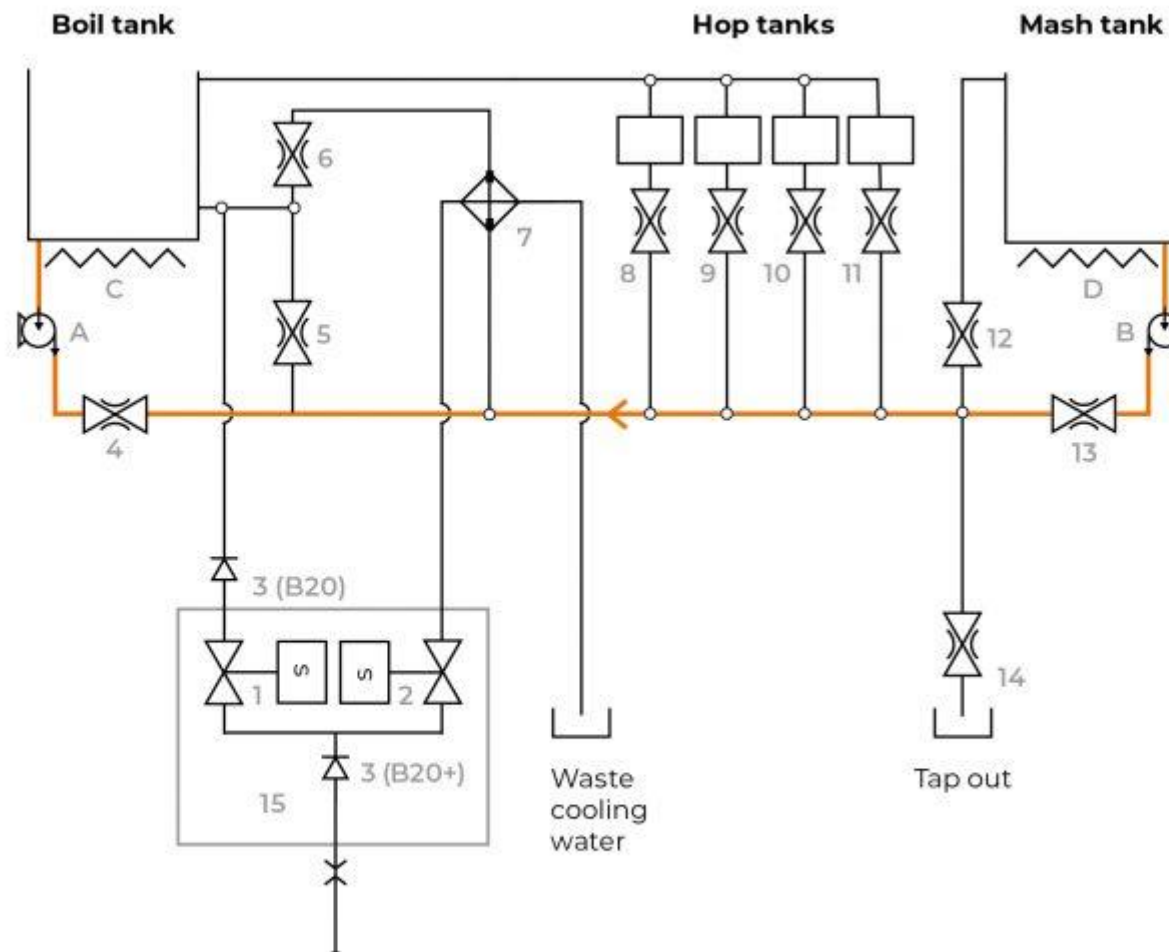 Boil tank
Hop tanks
Mash tank
6
7
8
9
10
11
C
D
A
5
12
B
4
13
3 (B20)
S
S
1
2
14
3 (B20+)
15
Waste
cooling
water
Tap out